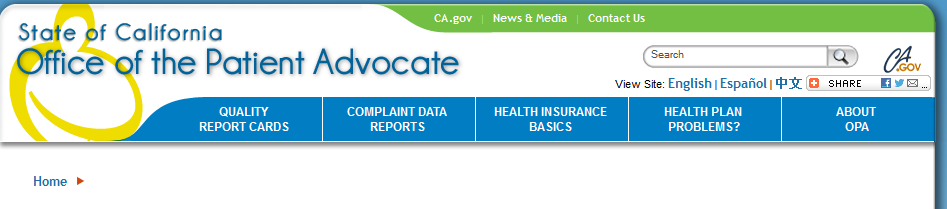 CA.gov | News & Media | Contact Us
State of California
Office of the Patient Advocate
Search
CA.GOV
View Site: English | Español | 中文 SHARE ...
QUALITY REPORT CARDS
COMPLAINT DATA REPORTS
HEALTH INSURANCE BASICS
HEALTH PLAN PROBLEMS?
ABOUT OPA
Home